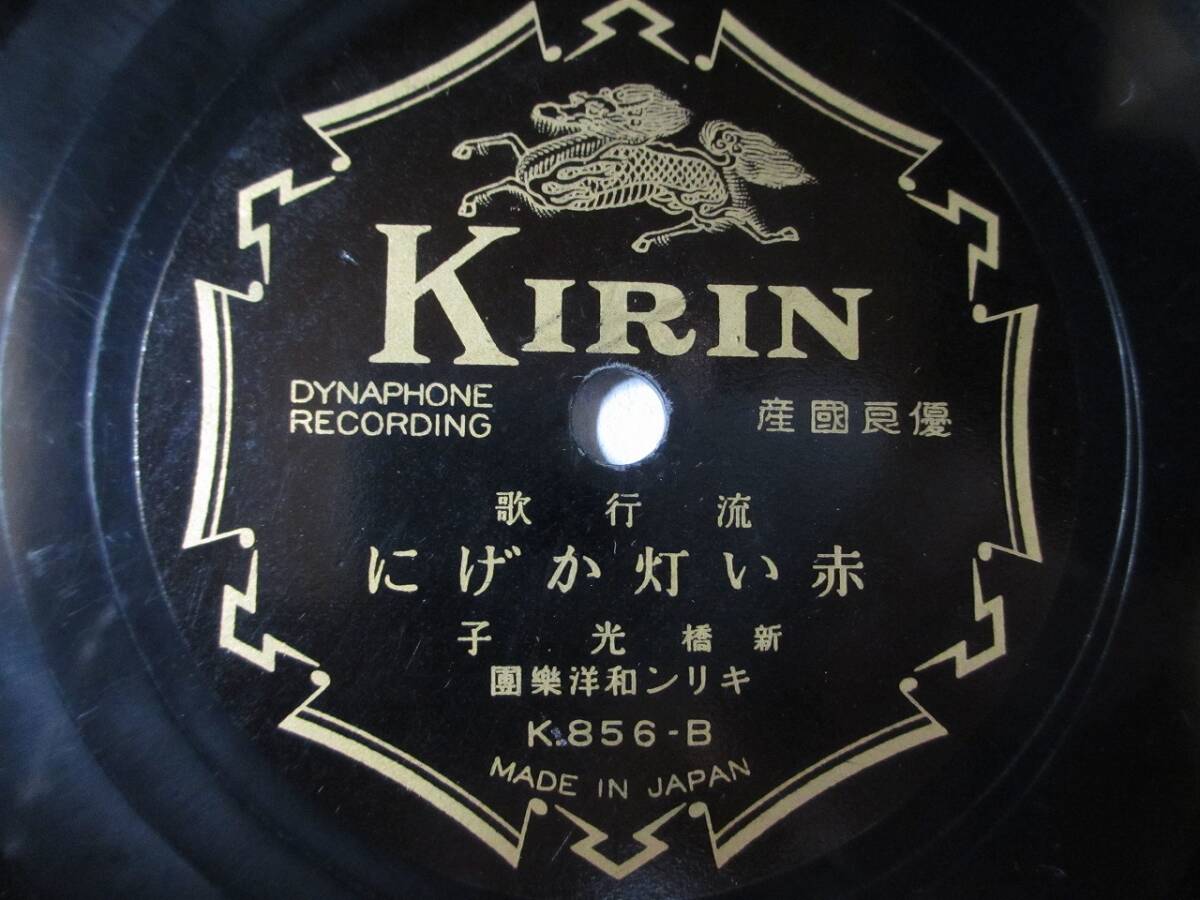 KIRIN
DYNAPHONE
RECORDING
優良國産
流行歌
赤い灯かげに
新橋光子
キリン和洋樂團
K.856-B
MADE IN JAPAN